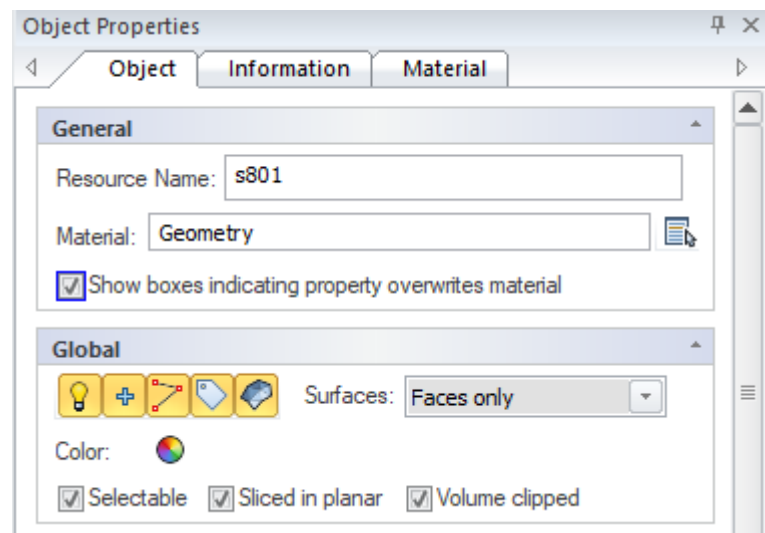 Object Properties
Object Information Material
General
Resource Name: s801
Material: Geometry
Show boxes indicating property overwrites material
Global
Surfaces: Faces only
Color:
Selectable Sliced in planar Volume clipped